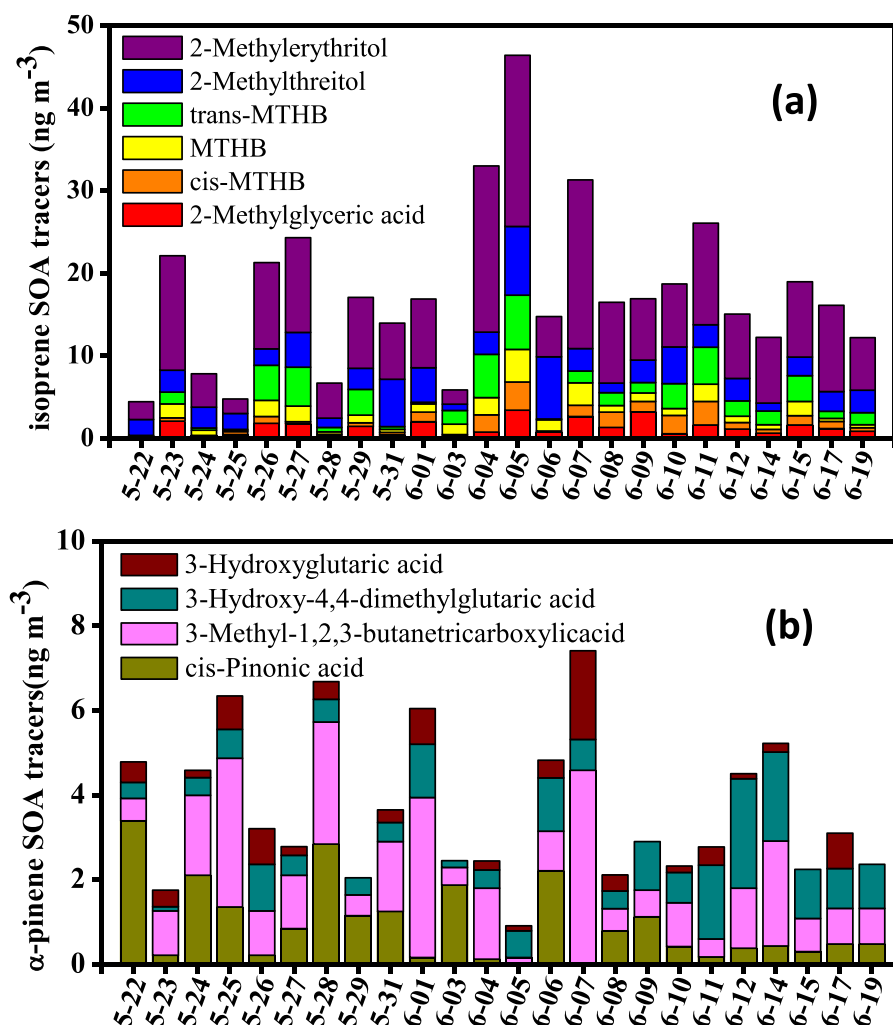 50
40
30
20
10
0
isoprene SOA tracers (ng m⁻³)
2-Methylerythritol
2-Methylthreitol
trans-MTHB
MTHB
cis-MTHB
2-Methylglyceric acid
(a)
5-22 5-23 5-24 5-25 5-26 5-27 5-28 5-29 5-31 6-01 6-03 6-04 6-05 6-06 6-07 6-08 6-09 6-10 6-11 6-12 6-14 6-15 6-17 6-19
10
8
6
4
2
0
α-pinene SOA tracers(ng m⁻³)
3-Hydroxyglutaric acid
3-Hydroxy-4,4-dimethylglutaric acid
3-Methyl-1,2,3-butanetricarboxylicacid
cis-Pinonic acid
(b)
5-22 5-23 5-24 5-25 5-26 5-27 5-28 5-29 5-31 6-01 6-03 6-04 6-05 6-06 6-07 6-08 6-09 6-10 6-11 6-12 6-14 6-15 6-17 6-19